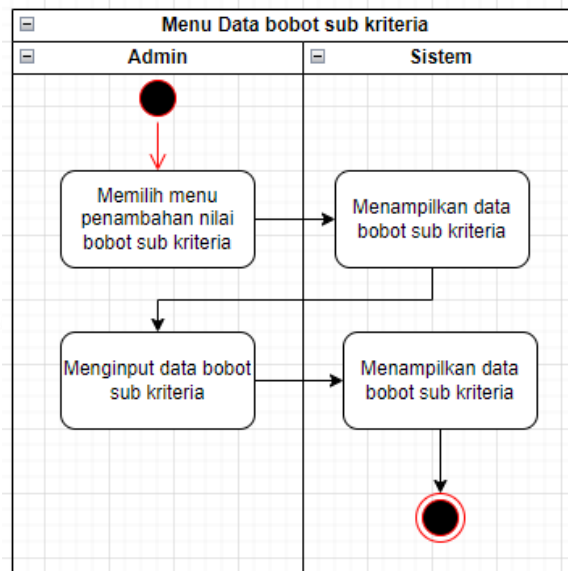 Menu Data bobot sub kriteria
Admin
Sistem
Memilih menu
penambahan nilai
bobot sub kriteria
Menampilkan data
bobot sub kriteria
Menginput data bobot
sub kriteria
Menampilkan data
bobot sub kriteria